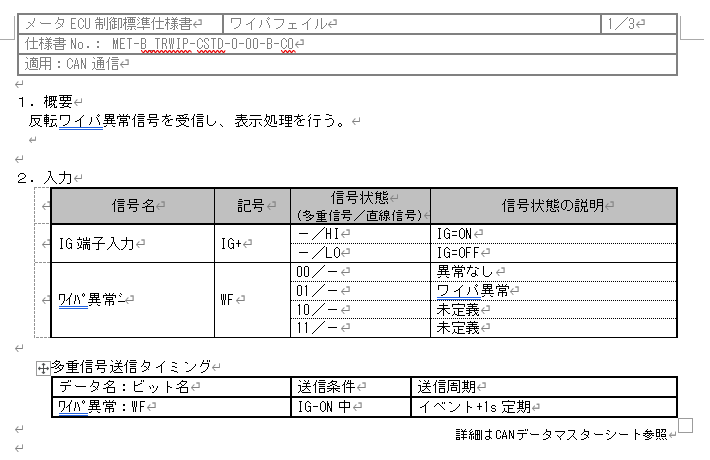 メータECU制御標準仕様書 ワイパフェイル 1／3
仕様書No.： MET-B_TRWIP-CSTD-0-00-B-C0
適用：CAN通信
１．概要
反転ワイパ異常信号を受信し、表示処理を行う。
２．入力
信号名 記号 信号状態 信号状態の説明
(多重信号／直線信号)
IG端子入力 IG+ －／HI IG=ON
－／LO IG=OFF
ﾜｲﾊﾟ異常 WF 00／－ 異常なし
01／－ ワイパ異常
10／－ 未定義
11／－ 未定義
多重信号送信タイミング
データ名：ビット名 送信条件 送信周期
ﾜｲﾊﾟ異常：WF IG-ON中 イベント+1s定期
詳細はCANデータマスターシート参照